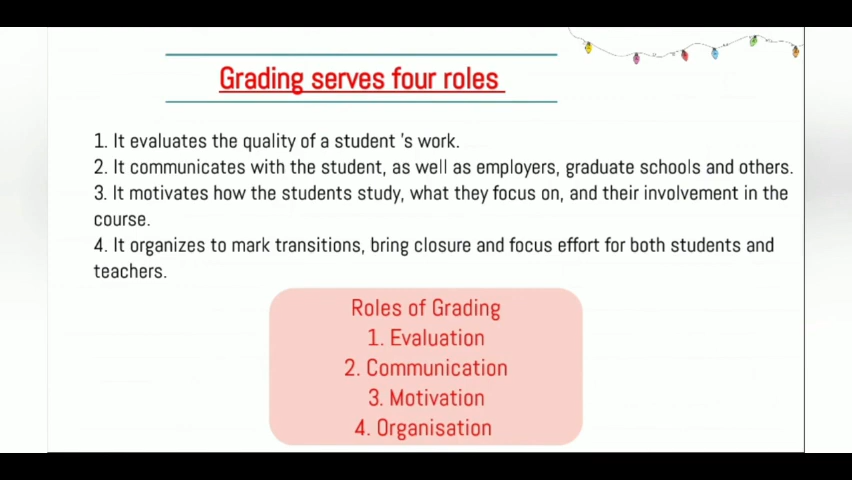 Grading serves four roles
1. It evaluates the quality of a student 's work.
2. It communicates with the student, as well as employers, graduate schools and others.
3. It motivates how the students study, what they focus on, and their involvement in the
course.
4. It organizes to mark transitions, bring closure and focus effort for both students and
teachers.
Roles of Grading
1. Evaluation
2. Communication
3. Motivation
4. Organisation